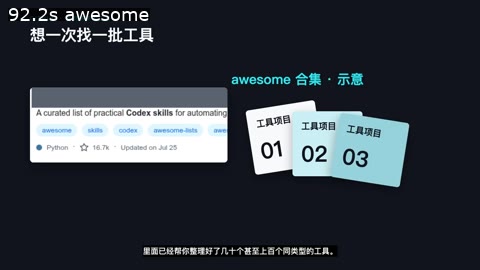 92.2s awesome
想一次找一批工具
awesome 合集 · 示意
A curated list of practical Codex skills for automating
awesome skills codex awesome-lists awe
Python · 16.7k · Updated on Jul 25
工具项目
01
工具项目
02
工具项目
03
里面已经帮你整理好了几十个甚至上百个同类型的工具。